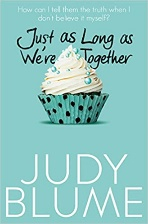 How can I tell them the truth when I
don't believe it myself?
Just as Long as
We're Together
JUDY
BLUME